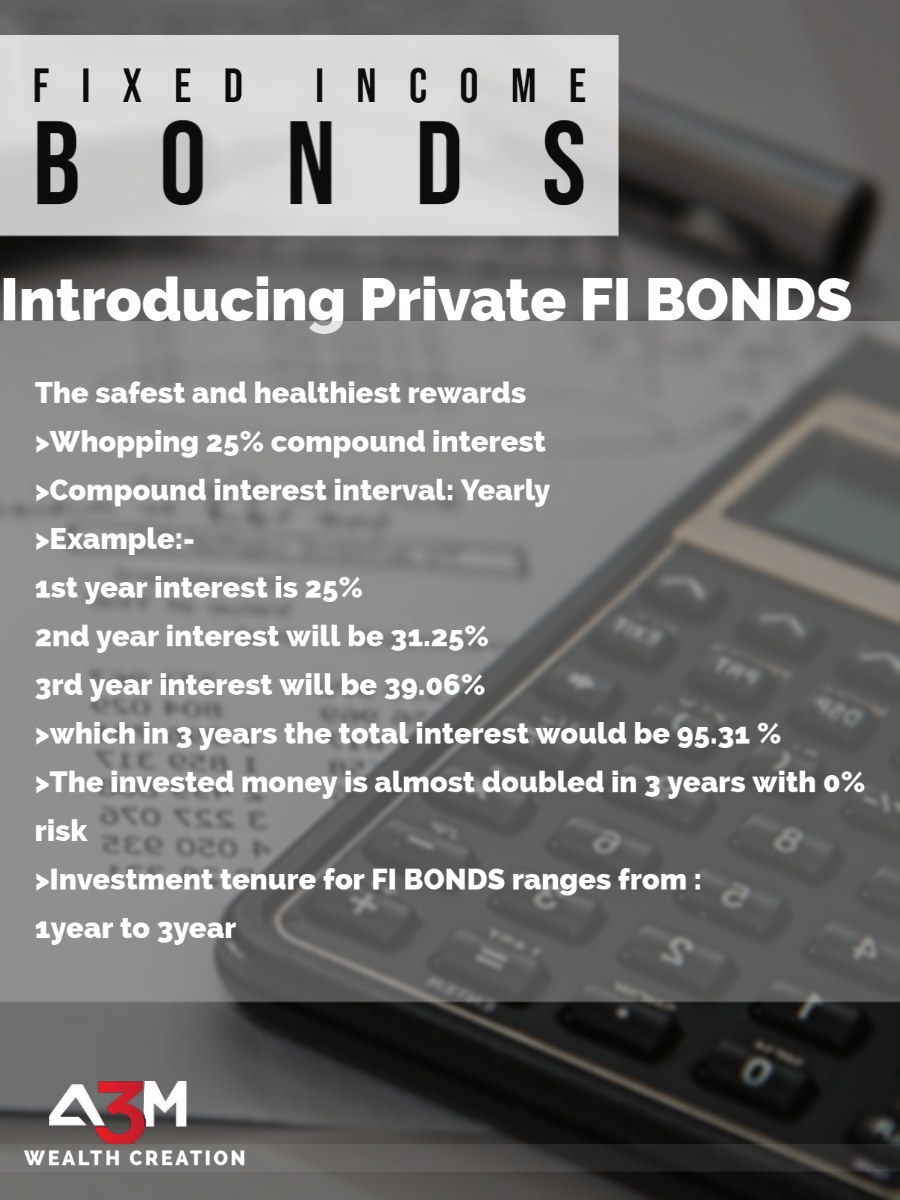 FIXED INCOME
BONDS
Introducing Private FI BONDS
The safest and healthiest rewards
>Whopping 25% compound interest
>Compound interest interval: Yearly
>Example:-
1st year interest is 25%
2nd year interest will be 31.25%
3rd year interest will be 39.06%
>which in 3 years the total interest would be 95.31 %
>The invested money is almost doubled in 3 years with 0%
risk
>Investment tenure for FI BONDS ranges from :
1year to 3year
A3M
WEALTH CREATION